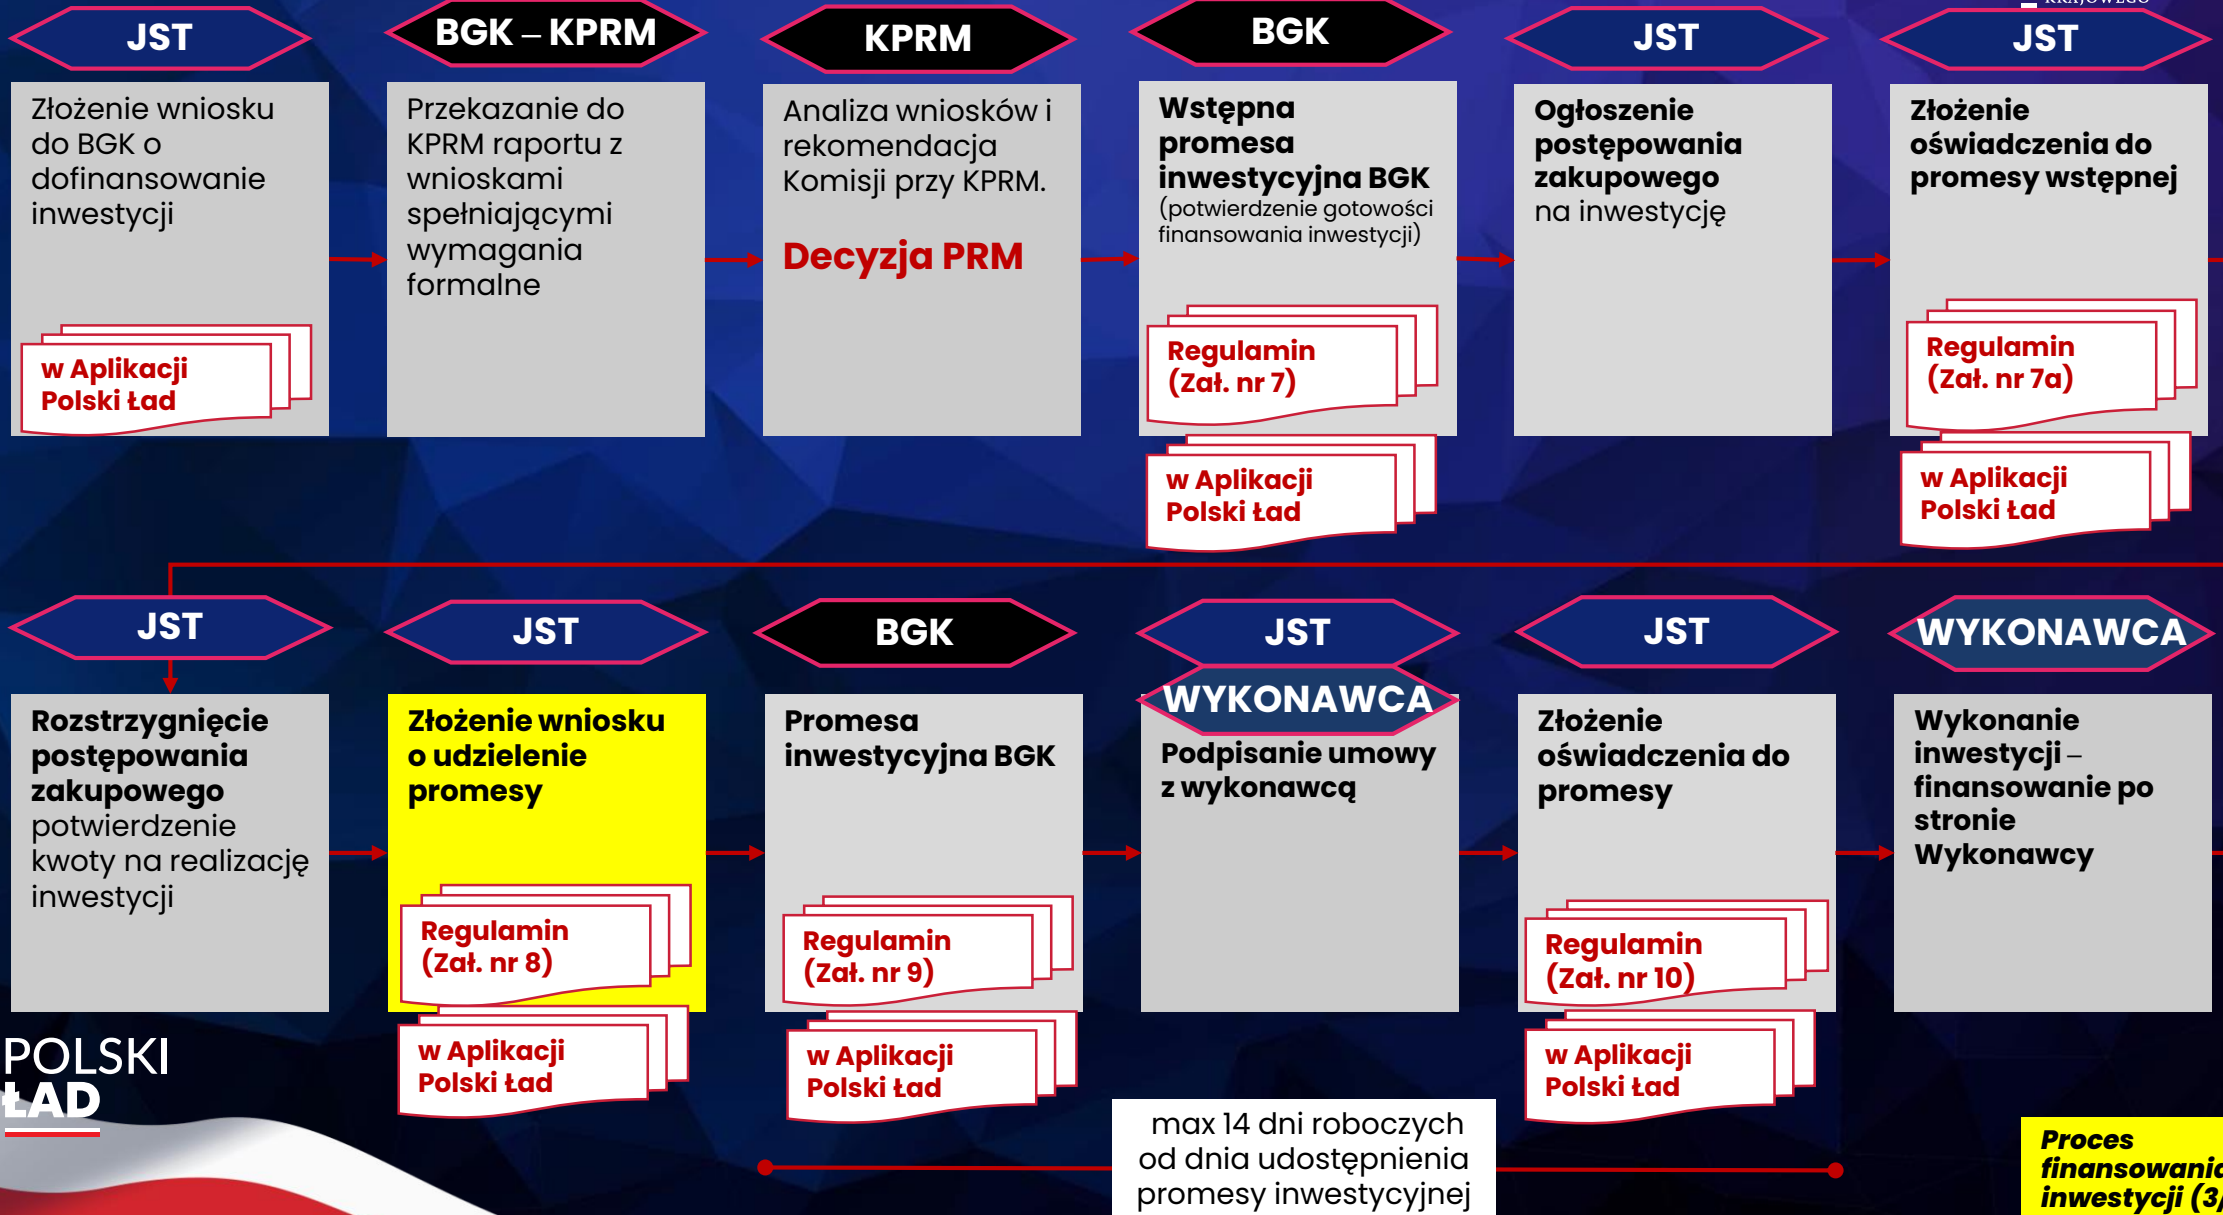 KRAJOWEGO
JST
Złożenie wniosku
do BGK o
dofinansowanie
inwestycji
w Aplikacji
Polski Ład
BGK – KPRM
Przekazanie do
KPRM raportu z
wnioskami
spełniającymi
wymagania
formalne
KPRM
Analiza wniosków i
rekomendacja
Komisji przy KPRM.
Decyzja PRM
BGK
Wstępna
promesa
inwestycyjna BGK
(potwierdzenie gotowości
finansowania inwestycji)
Regulamin
(Zał. nr 7)
w Aplikacji
Polski Ład
JST
Ogłoszenie
postępowania
zakupowego
na inwestycję
JST
Złożenie
oświadczenia do
promesy wstępnej
Regulamin
(Zał. nr 7a)
w Aplikacji
Polski Ład
JST
Rozstrzygnięcie
postępowania
zakupowego
potwierdzenie
kwoty na realizację
inwestycji
JST
Złożenie wniosku
o udzielenie
promesy
Regulamin
(Zał. nr 8)
w Aplikacji
Polski Ład
BGK
Promesa
inwestycyjna BGK
Regulamin
(Zał. nr 9)
w Aplikacji
Polski Ład
JST
WYKONAWCA
Podpisanie umowy
z wykonawcą
JST
Złożenie
oświadczenia do
promesy
Regulamin
(Zał. nr 10)
w Aplikacji
Polski Ład
WYKONAWCA
Wykonanie
inwestycji –
finansowanie po
stronie
Wykonawcy
POLSKI
ŁAD
max 14 dni roboczych
od dnia udostępnienia
promesy inwestycyjnej
Proces
finansowania
inwestycji (3/